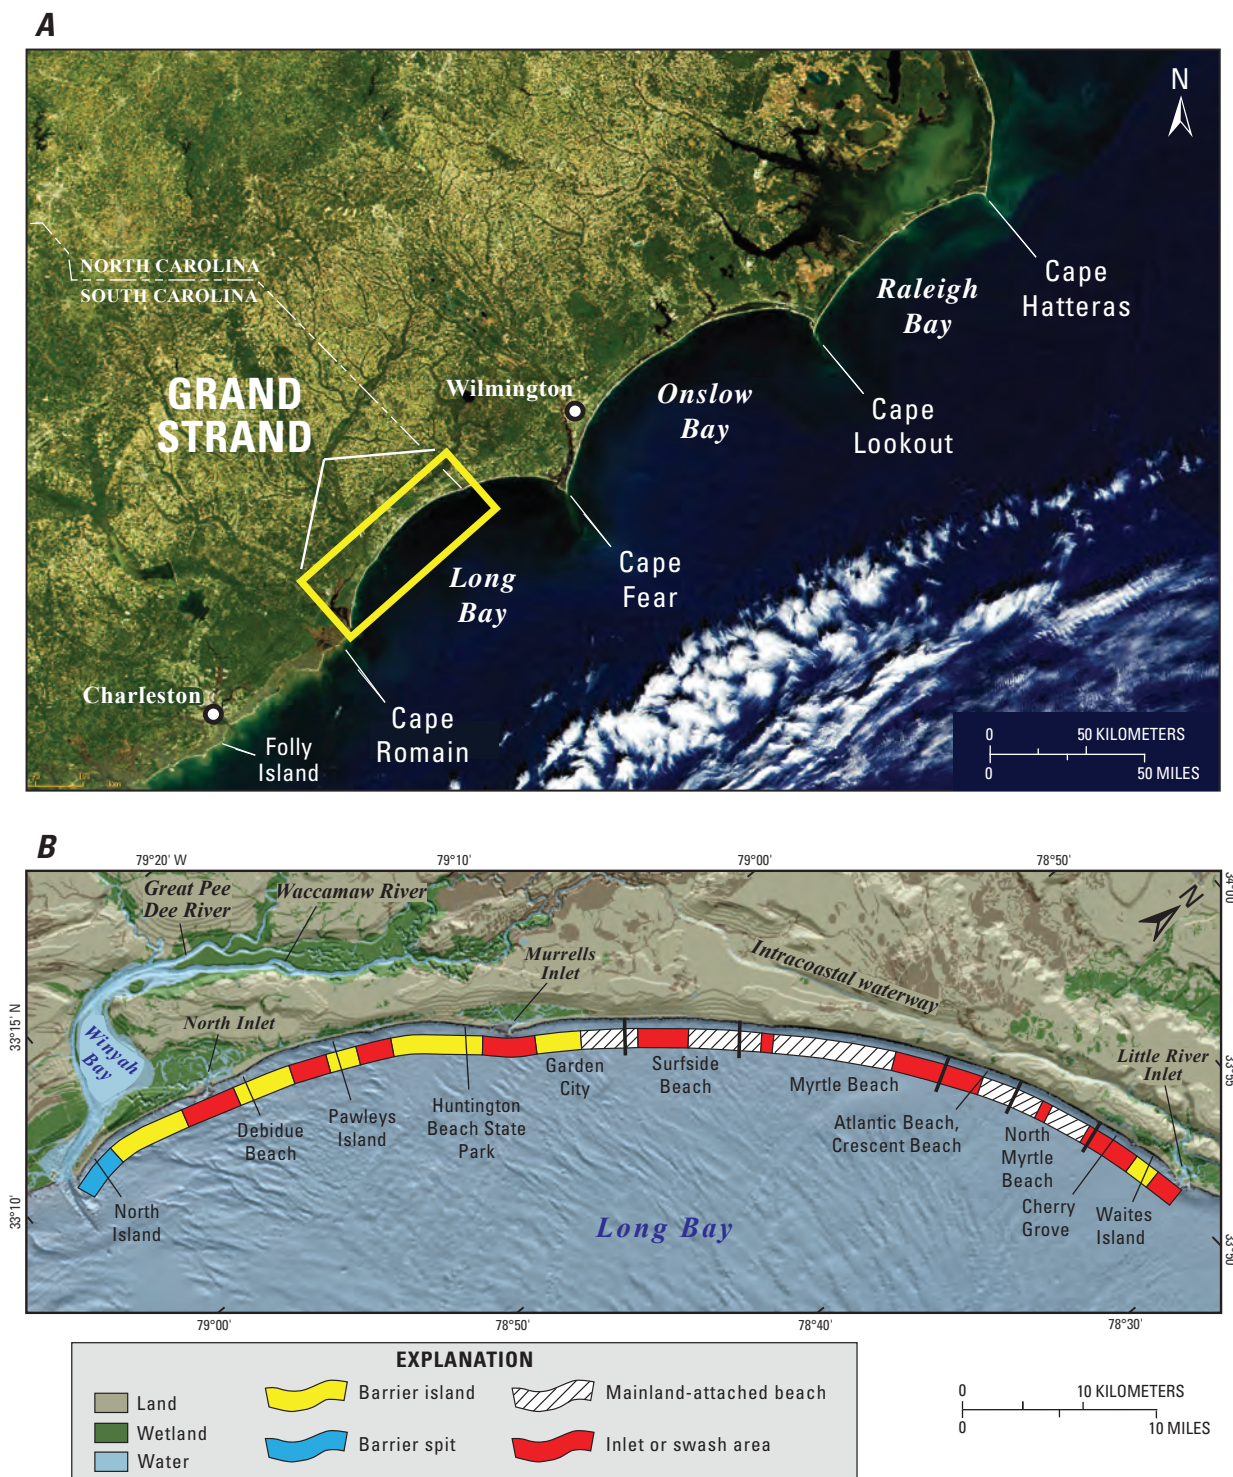 A
N
NORTH CAROLINA
SOUTH CAROLINA
GRAND
STRAND
Wilmington
Raleigh
Bay
Cape
Hatteras
Onslow
Bay
Cape
Lookout
Long
Bay
Cape
Fear
Charleston
Folly
Island
Cape
Romain
0 50 KILOMETERS
0 50 MILES
B
79°20' W 79°10' 79°00' 78°50'
34°00'
Great Pee
Dee River
Waccamaw River
N
Murrells
Inlet
Intracoastal waterway
33°15' N
Winyah
Bay
North Inlet
Little River
Inlet
33°55'
Garden
City
Surfside
Beach
Myrtle Beach
Debidue
Beach
Pawleys
Island
Huntington
Beach State
Park
Atlantic Beach,
Crescent Beach
North
Myrtle
Beach
Cherry
Grove
Waites
Island
33°10'
North
Island
Long Bay
33°50'
79°00' 78°50' 78°40' 78°30'
EXPLANATION
Land
Wetland
Water
Barrier island
Barrier spit
Mainland-attached beach
Inlet or swash area
0 10 KILOMETERS
0 10 MILES